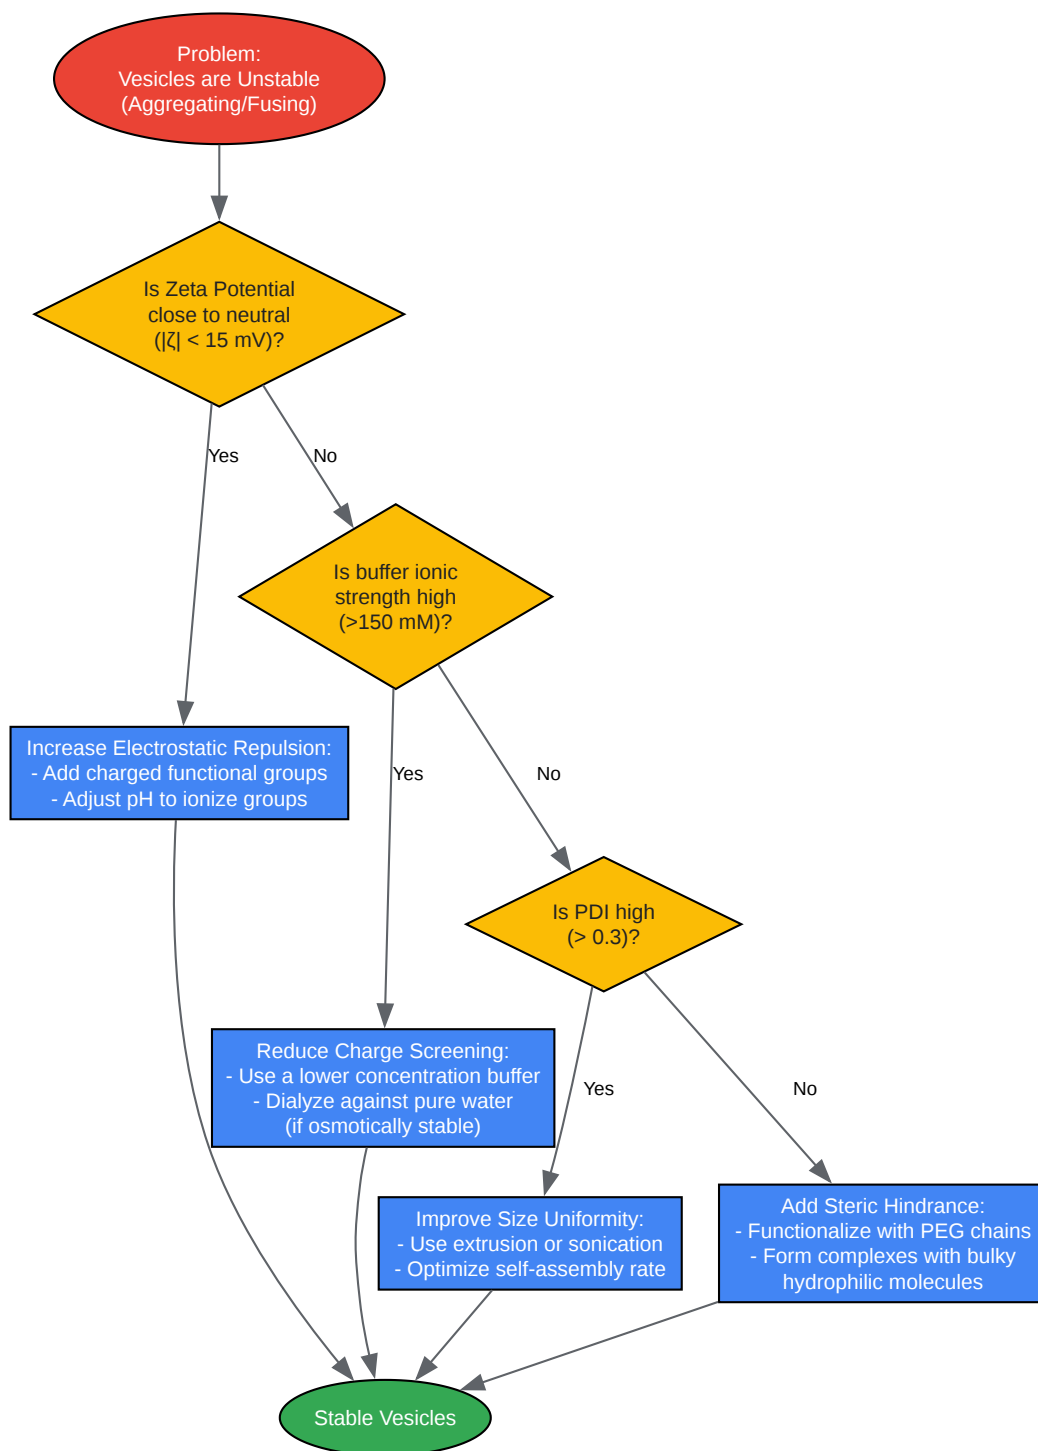 Problem:
Vesicles are Unstable
(Aggregating/Fusing)
Is Zeta Potential
close to neutral
(|ζ| < 15 mV)?
Yes
No
Is buffer ionic
strength high
(>150 mM)?
Increase Electrostatic Repulsion:
- Add charged functional groups
- Adjust pH to ionize groups
Yes
No
Is PDI high
(> 0.3)?
Reduce Charge Screening:
- Use a lower concentration buffer
- Dialyze against pure water
(if osmotically stable)
Yes
No
Improve Size Uniformity:
- Use extrusion or sonication
- Optimize self-assembly rate
Add Steric Hindrance:
- Functionalize with PEG chains
- Form complexes with bulky
hydrophilic molecules
Stable Vesicles